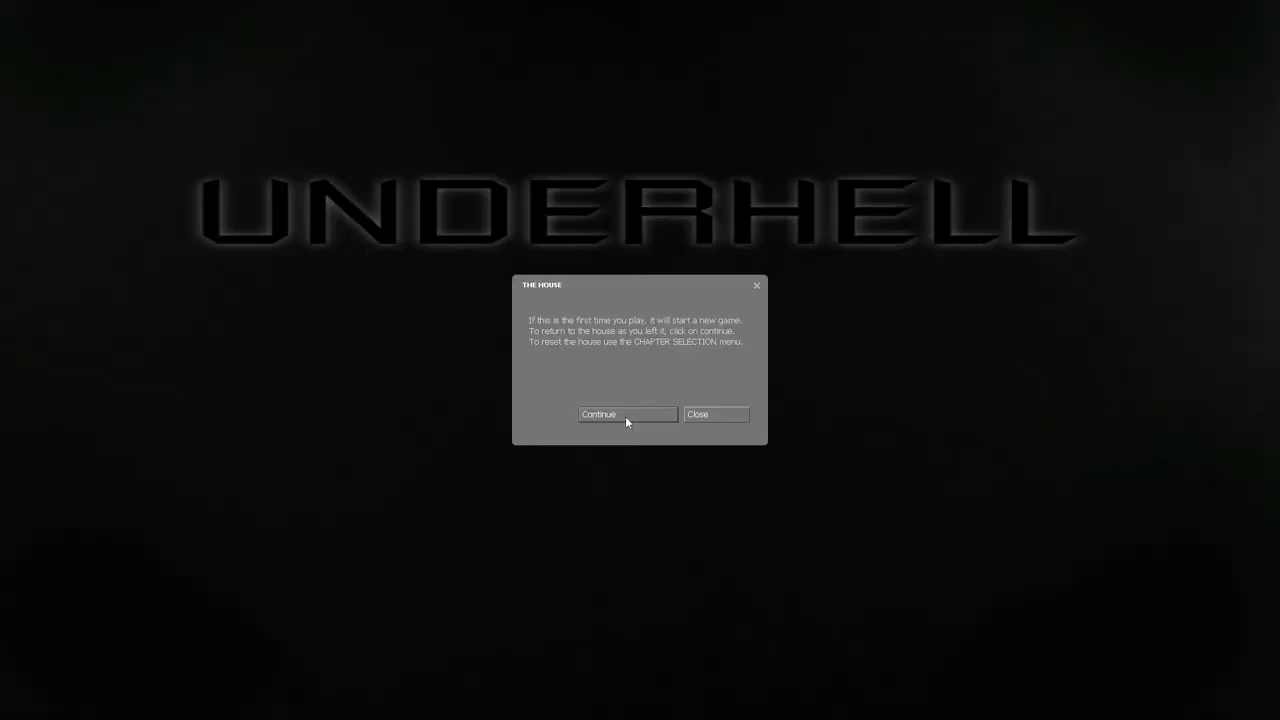 UNDERHELL
THE HOUSE
If this is the first time you play, it will start a new game.
To return to the house as you left it, click on continue.
To reset the house use the CHAPTER SELECTION menu.
Continue
Close